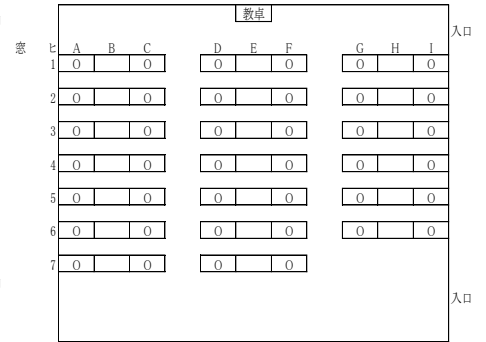 教卓
入口
窓 ヒ A B C D E F G H I
1 O O O O O O
2 O O O O O O
3 O O O O O O
4 O O O O O O
5 O O O O O O
6 O O O O O O
7 O O O O
入口